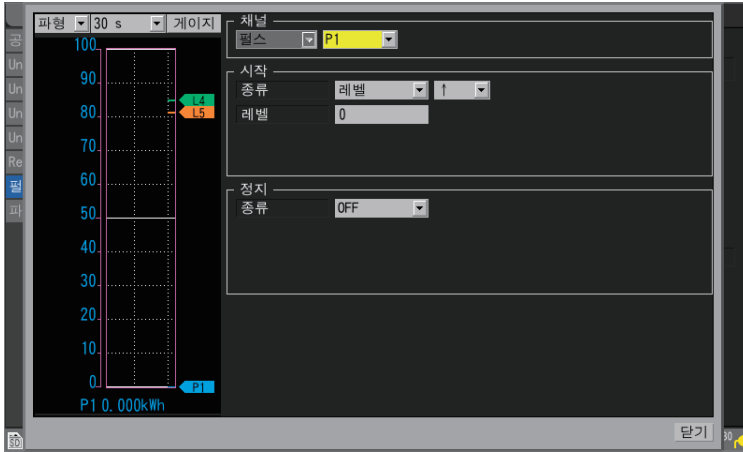 파형 30 s 게이지
채널
펄스 P1
시작
종류 레벨 ↑
레벨 0
정지
종류 OFF
100
90
L4
80
L5
70
60
50
40
30
20
10
0
P1
P1 0.000kWh
닫기
공
Un
Un
Un
Un
Re
펄
파
SD
30